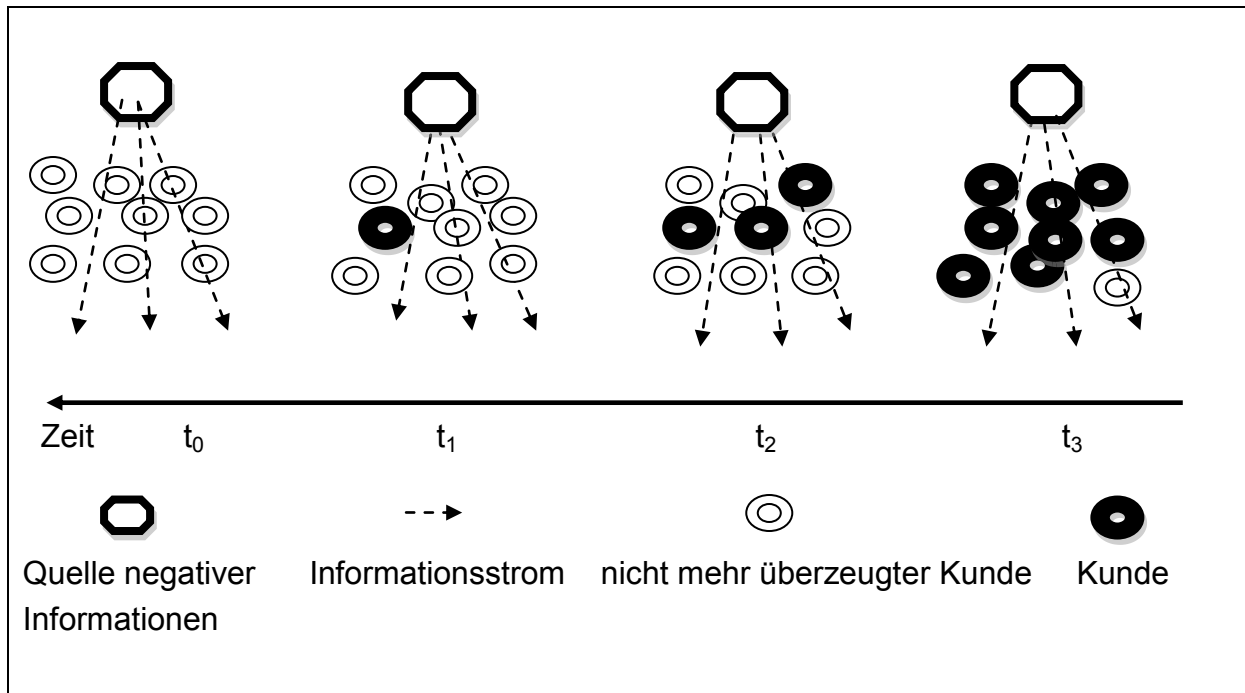 Zeit t₀ t₁ t₂ t₃
Quelle negativer Informationsstrom nicht mehr überzeugter Kunde Kunde
Informationen